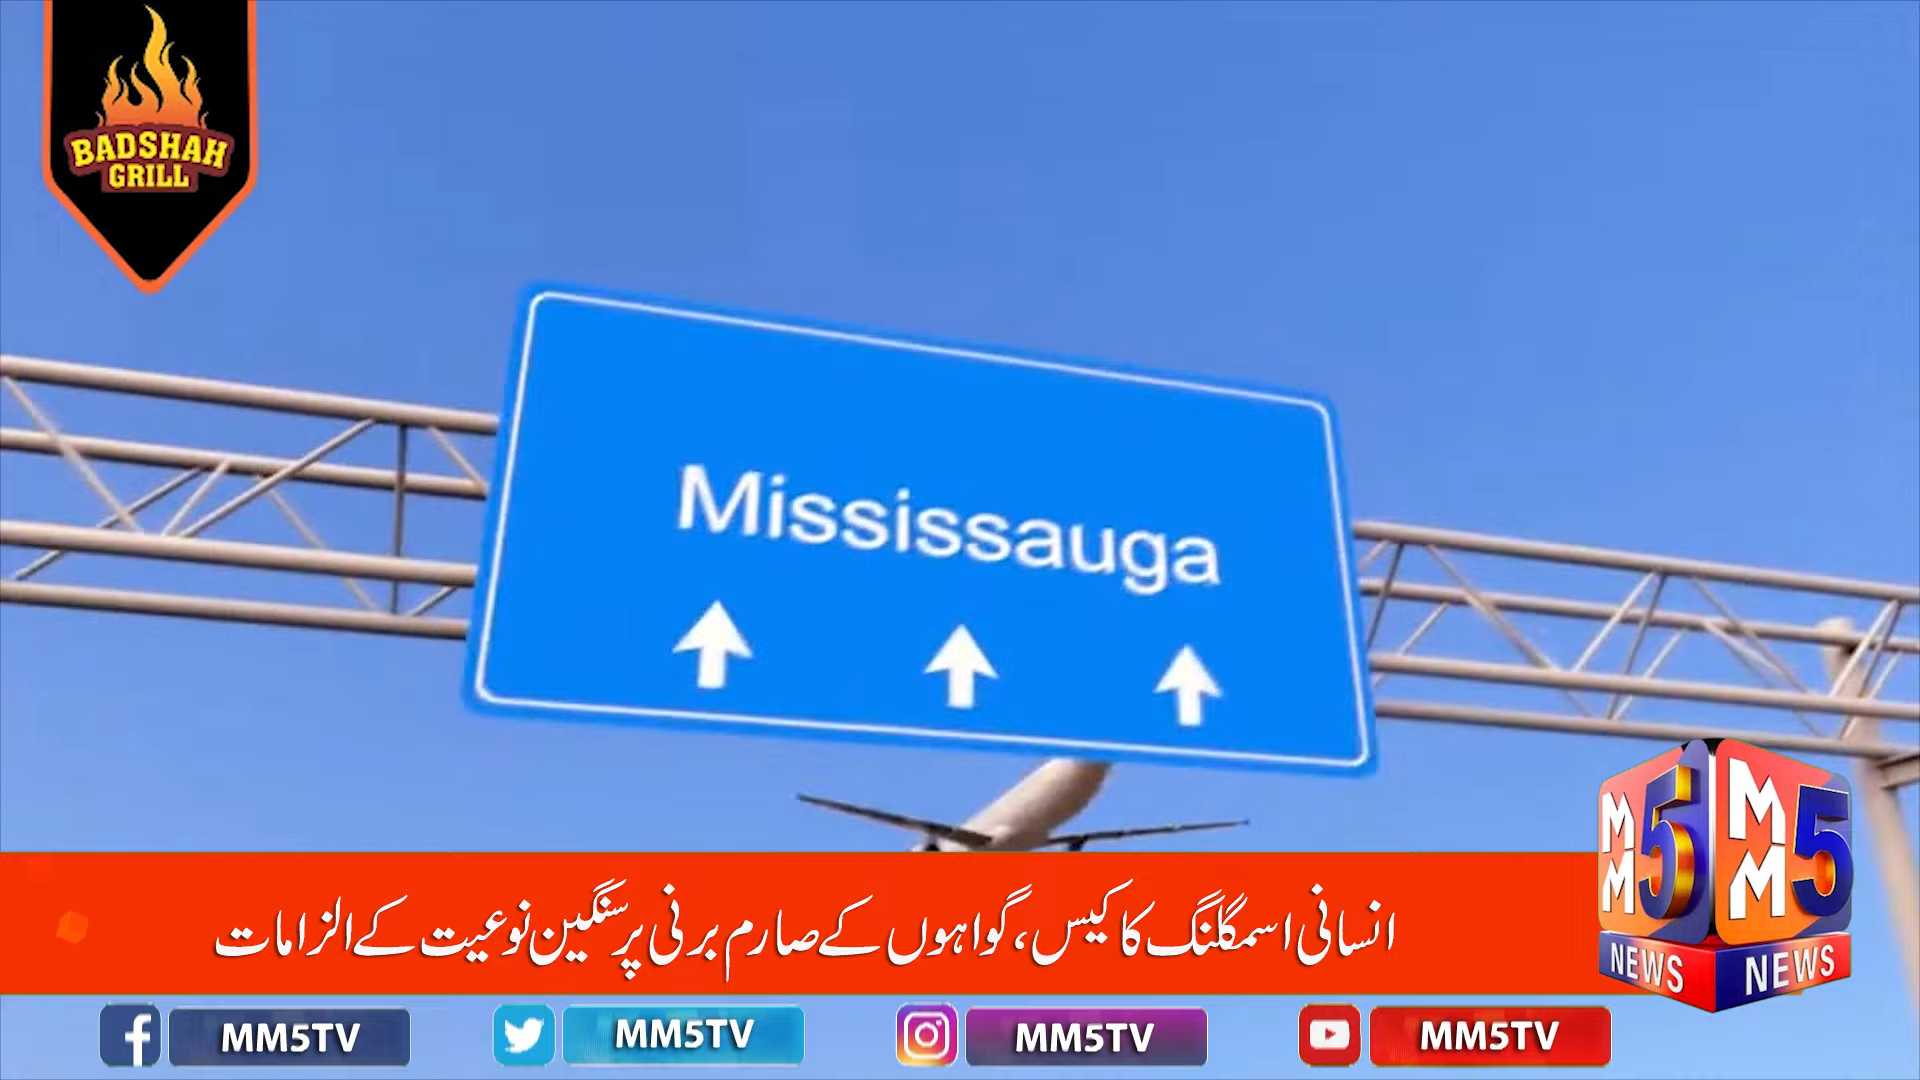 BADSHAH
GRILL
Mississauga
انسانی اسمگلنگ کا کیس، گواہوں کے صارم برنی پر سنگین نوعیت کے الزامات
MM5 MM5
NEWS NEWS
MM5TV MM5TV MM5TV MM5TV